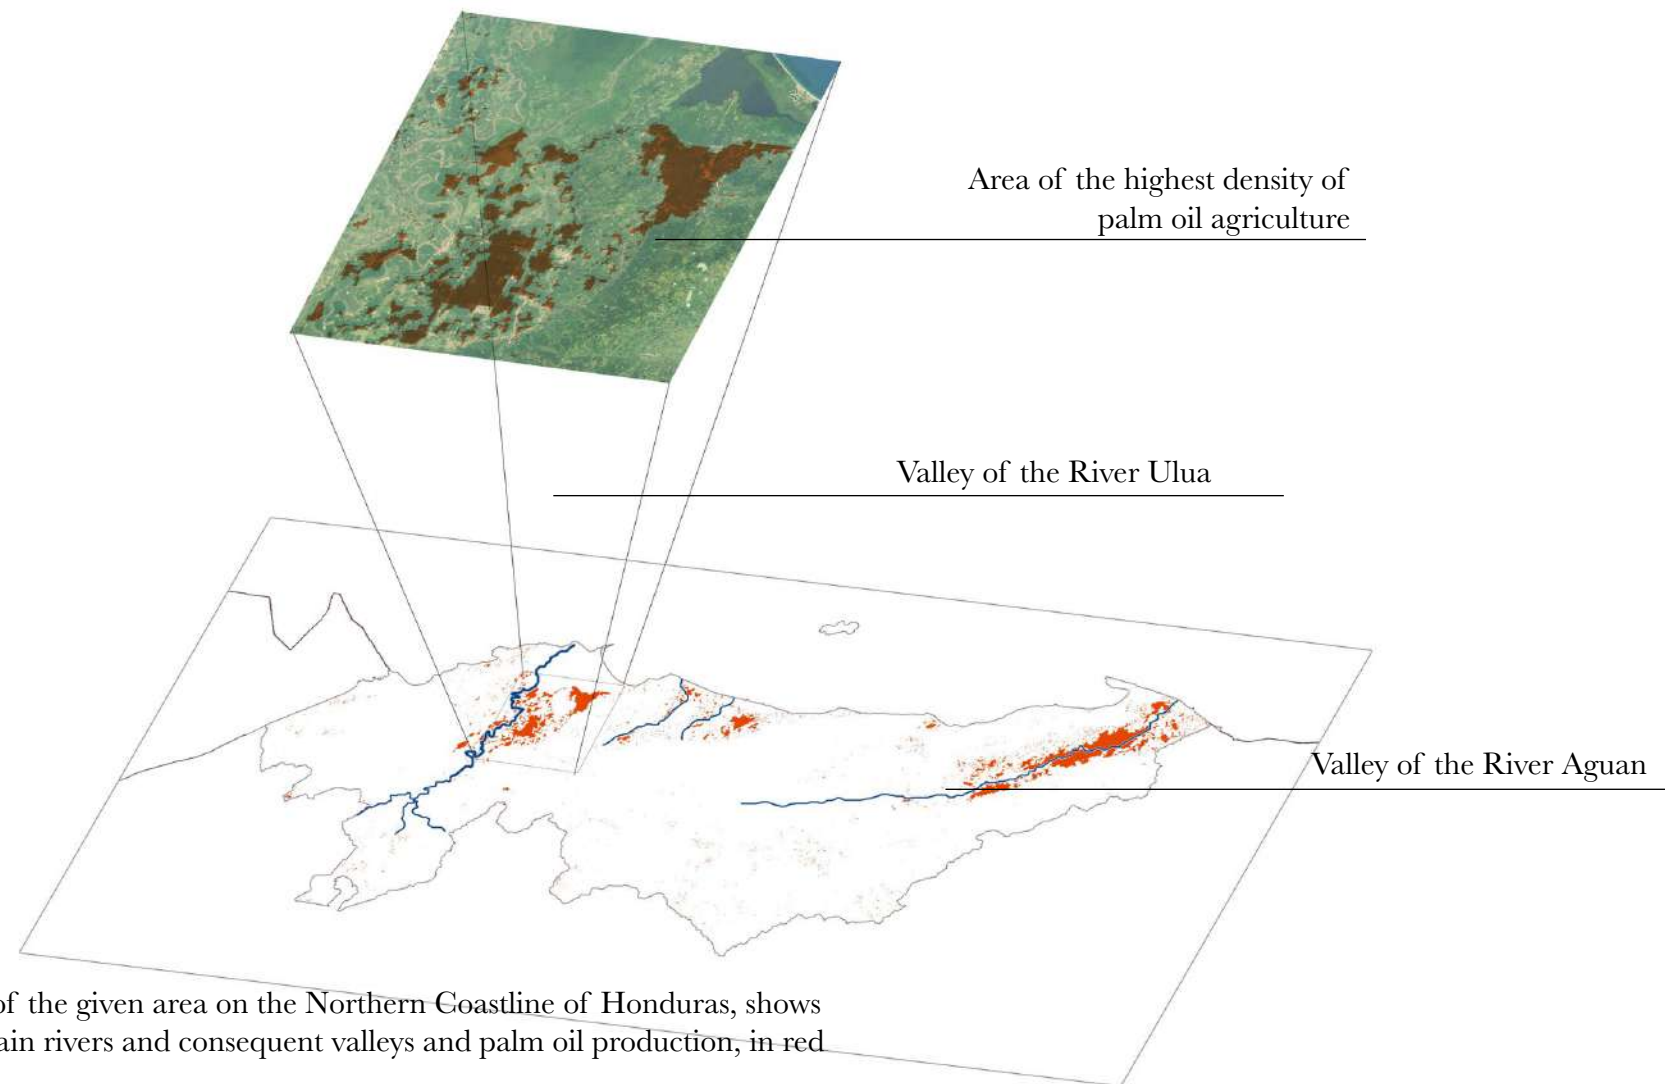 Area of the highest density of
palm oil agriculture
Valley of the River Ulua
Valley of the River Aguan
of the given area on the Northern Coastline of Honduras, shows
ain rivers and consequent valleys and palm oil production, in red